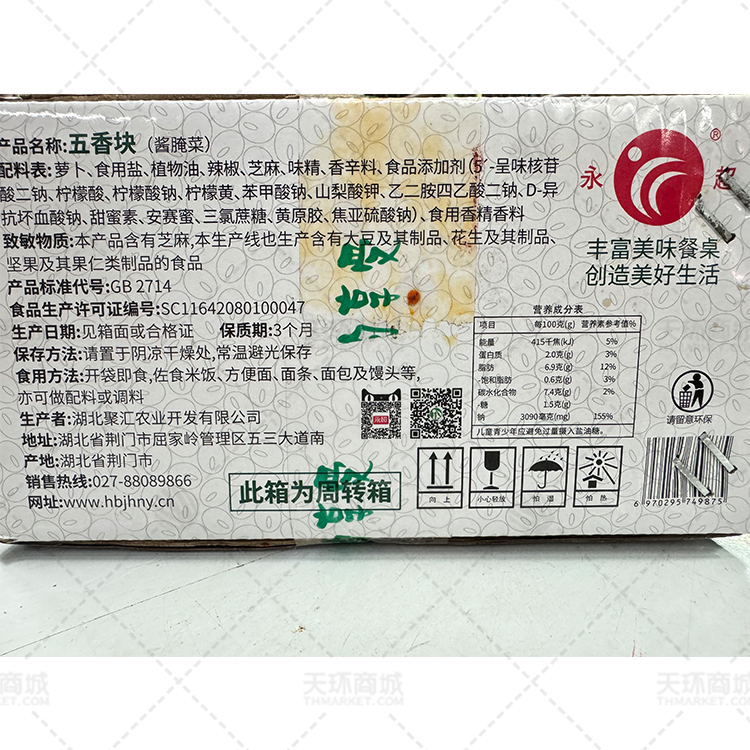 产品名称:五香块（酱腌菜）
配料表:萝卜、食用盐、植物油、辣椒、芝麻、味精、香辛料、食品添加剂(5'-呈味核苷
酸二钠、柠檬酸、柠檬酸钠、柠檬黄、苯甲酸钠、山梨酸钾、乙二胺四乙酸二钠、D-异
抗坏血酸钠、甜蜜素、安赛蜜、三氯蔗糖、黄原胶、焦亚硫酸钠)、食用香精香料
致敏物质:本产品含有芝麻,本生产线也生产含有大豆及其制品、花生及其制品、
坚果及其果仁类制品的食品
产品标准代号:GB 2714
食品生产许可证编号:SC11642080100047
生产日期:见箱面或合格证 保质期:3个月
保存方法:请置于阴凉干燥处,常温避光保存
食用方法:开袋即食,佐食米饭、方便面、面条、面包及馒头等,
亦可做配料或调料
生产者:湖北聚汇农业开发有限公司
地址:湖北省荆门市屈家岭管理区五三大道南
产地:湖北省荆门市
销售热线:027-88089866
网址:www.hbjhny.cn
此箱为周转箱
永 ®
丰富美味餐桌
创造美好生活
营养成分表
项目 每100克(g) 营养素参考值%
能量 415千焦(kJ) 5%
蛋白质 2.0克(g) 3%
脂肪 6.9克(g) 12%
-饱和脂肪 0.6克(g) 3%
碳水化合物 7.4克(g) 2%
-糖 1.5克(g)
钠 3090毫克(mg) 155%
儿童青少年应避免过量摄入盐油糖。
向上 小心轻放 怕湿 怕热
请留意环保
6 970295 749875
天环商城
THMARKET.COM
天环商城
THMARKET.COM
天环商城
THMARKET.COM